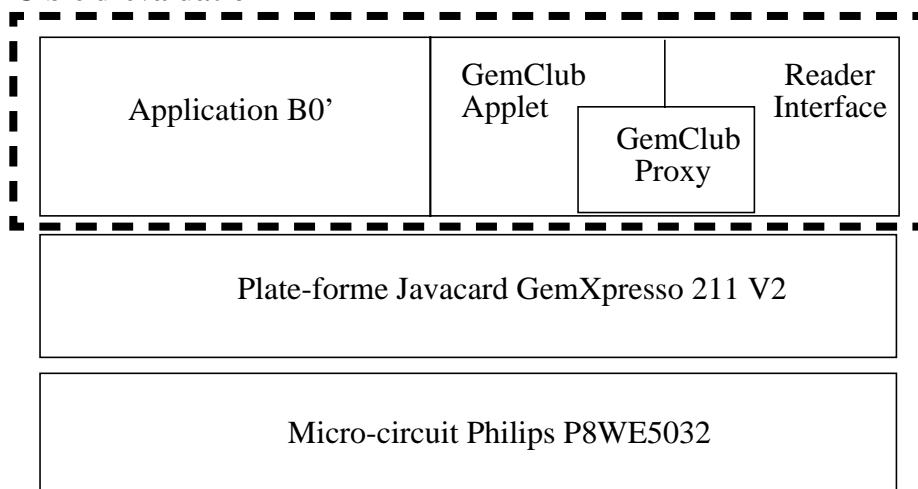 Application B0’
GemClub
Applet
Reader
Interface
GemClub
Proxy
Plate-forme Javacard GemXpresso 211 V2
Micro-circuit Philips P8WE5032